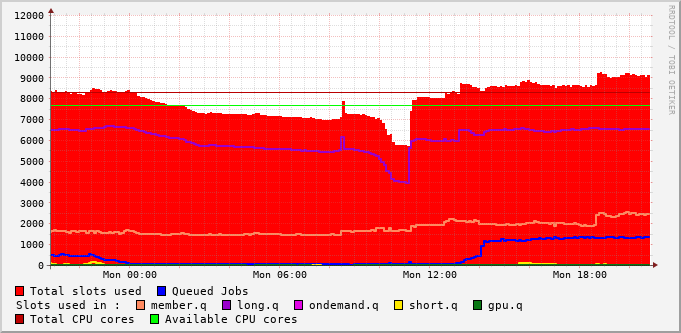 12000
11000
10000
9000
8000
7000
6000
5000
4000
3000
2000
1000
0
Mon 00:00 Mon 06:00 Mon 12:00 Mon 18:00
RRDTOOL / TOBI OETIKER
Total slots used Queued Jobs
Slots used in : member.q long.q ondemand.q short.q gpu.q
Total CPU cores Available CPU cores